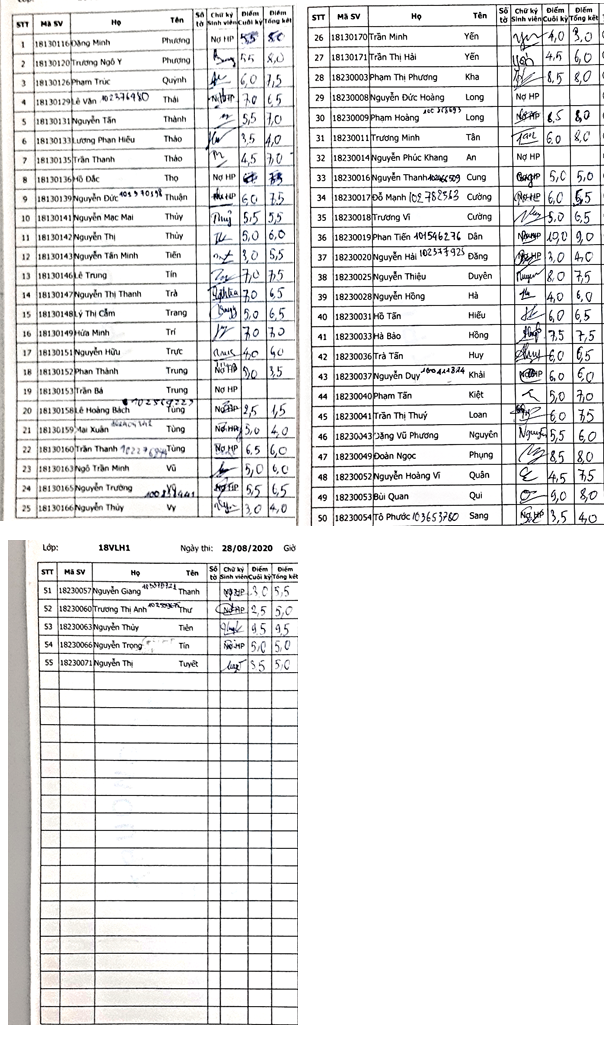 STT Mã SV Họ Tên Số tờ Chữ ký Sinh viên Điểm Cuối kỳ Điểm Tổng kết
1 18130116 Đặng Minh Phương Nợ HP 5,5
2 18130120 Trương Ngô Y Phương 5,5
3 18130126 Phạm Trúc Quỳnh 6,0 7,5
4 18130129 Lê Văn 102376980 Thái Nợ HP 7,0 6,5
5 18130131 Nguyễn Tấn Thành 5,5 7,0
6 18130133 Lương Phan Hiếu Thảo 3,5 4,0
7 18130135 Trần Thanh Thảo 4,5 7,0
8 18130136 Hồ Đắc Thọ Nợ HP
9 18130139 Nguyễn Đức Thuận Nợ HP 6,0 7,5
10 18130141 Nguyễn Mạc Mai Thủy Thuỷ 5,5 5,5
11 18130142 Nguyễn Thị Thủy 5,0 6,0
12 18130143 Nguyễn Tấn Minh Tiến 3,0 5,5
13 18130146 Lê Trung Tín 7,0 7,5
14 18130147 Nguyễn Thị Thanh Trà 7,0 6,5
15 18130148 Lý Thị Cẩm Trang 5,0 6,5
16 18130149 Hứa Minh Trí 7,0 7,0
17 18130151 Nguyễn Hữu Trực 4,0 4,0
18 18130152 Phan Thành Trung Nợ HP 3,5
19 18130153 Trần Bá Trung Nợ HP
20 18130158 Lê Hoàng Bách Tùng Nợ HP 2,5 1,5
21 18130159 Mai Xuân Tùng Nợ HP 5,0 4,0
22 18130160 Trần Thanh Tùng Nợ HP 6,5 6,0
23 18130163 Ngô Trần Minh Vũ 5,0 6,0
24 18130165 Nguyễn Trường Vũ Nợ HP 5,5 6,5
25 18130166 Nguyễn Thúy Vy 3,0 4,0
STT Mã SV Họ Tên Số tờ Chữ ký Sinh viên Điểm Cuối kỳ Điểm Tổng kết
26 18130170 Trần Minh Yến 4,0 3,0
27 18130171 Trần Thị Hải Yến 4,5 6,0
28 18230003 Phạm Thị Phương Kha 8,5 8,0
29 18230008 Nguyễn Đức Hoàng Long Nợ HP
30 18230009 Phạm Hoàng Long Nợ HP 8,0
31 18230011 Trương Minh Tân Tan 6,0 8,0
32 18230014 Nguyễn Phúc Khang An Nợ HP
33 18230016 Nguyễn Thanh Cung 5,0 5,0
34 18230017 Đỗ Mạnh 102782563 Cường Nợ HP 6,0 5,5
35 18230018 Trương Vi Cường 5,0 6,5
36 18230019 Phan Tiến 101546276 Dân Nợ HP 10,0 9,0
37 18230020 Nguyễn Hải Đăng Nợ HP 3,0 4,0
38 18230025 Nguyễn Thiệu Duyên 8,0 7,5
39 18230028 Nguyễn Hồng Hà 4,0 6,0
40 18230031 Hồ Tấn Hiếu 6,0 6,5
41 18230033 Hà Bảo Hồng 7,5 7,5
42 18230036 Trà Tấn Huy 6,0 6,5
43 18230037 Nguyễn Duy Khải Nợ HP 6,0 6,0
44 18230040 Phạm Tấn Kiệt 5,0 7,0
45 18230041 Trần Thị Thuý Loan 6,0 7,5
46 18230043 Đặng Vũ Phương Nguyên 5,5 6,0
47 18230049 Đoàn Ngọc Phụng 8,5 8,0
48 18230052 Nguyễn Hoàng Vi Quân 4,5 7,5
49 18230053 Bùi Quan Qui 9,0 8,0
50 18230054 Tô Phước 103653780 Sang Nợ HP 3,5 4,0
Lớp: 18VLH1 Ngày thi: 28/08/2020 Giờ
STT Mã SV Họ Tên Số tờ Chữ ký Sinh viên Điểm Cuối kỳ Điểm Tổng kết
51 18230057 Nguyễn Giang Thanh Nợ HP 3,0 5,5
52 18230060 Trương Thị Anh Thư Nợ HP 2,5 5,0
53 18230063 Nguyễn Thủy Tiên 9,5 9,5
54 18230066 Nguyễn Trọng Tín Nợ HP 5,0 5,0
55 18230071 Nguyễn Thị Tuyết 3,5 5,0